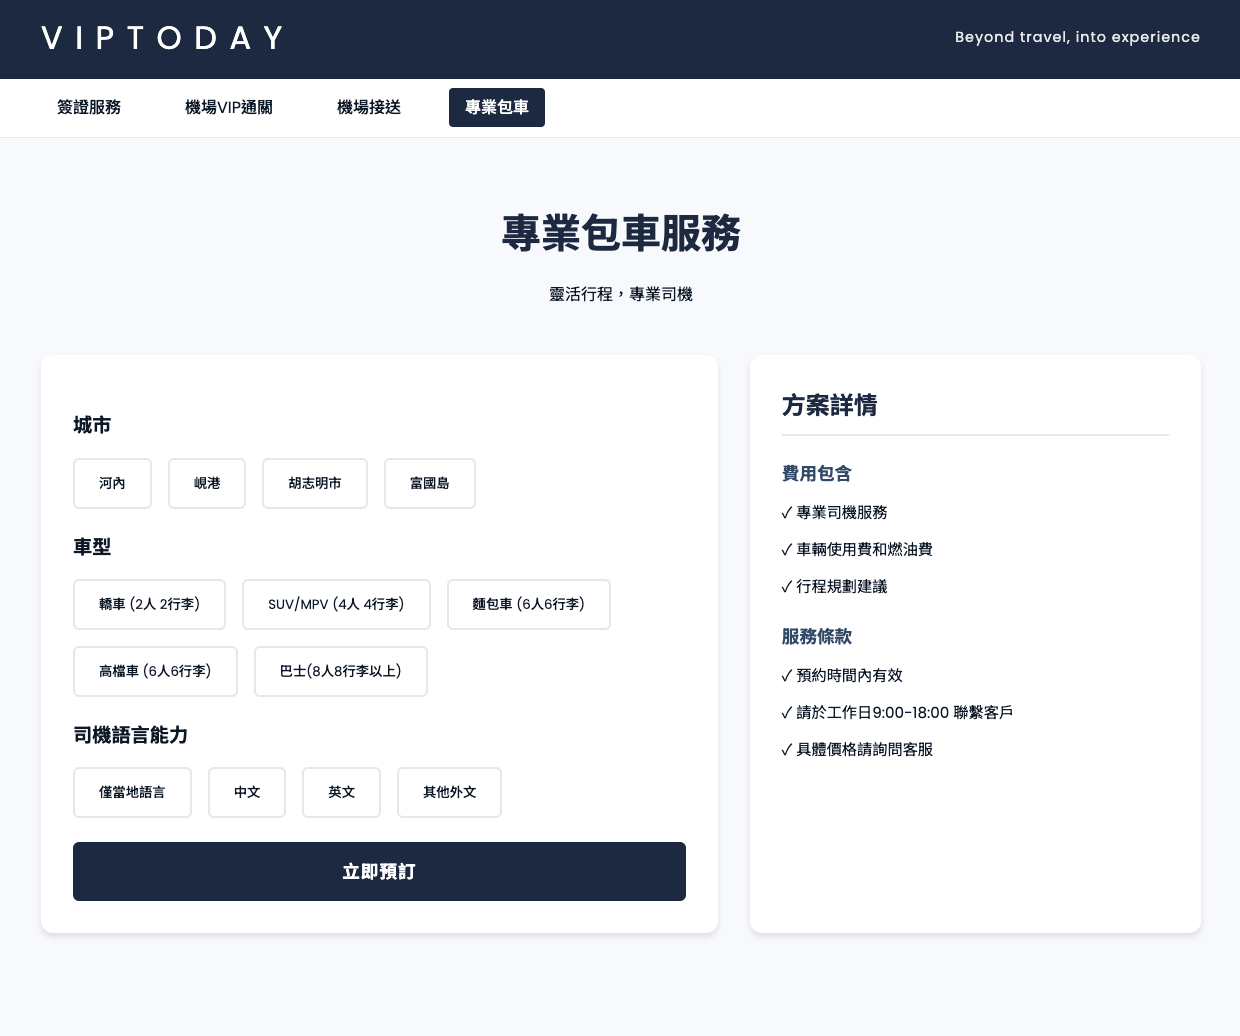 VIPTODAY
Beyond travel, into experience
簽證服務
機場VIP通關
機場接送
專業包車
專業包車服務
靈活行程，專業司機
城市
河內
峴港
胡志明市
富國島
車型
轎車 (2人 2行李)
SUV/MPV (4人 4行李)
麵包車 (6人6行李)
高檔車 (6人6行李)
巴士(8人8行李以上)
司機語言能力
僅當地語言
中文
英文
其他外文
立即預訂
方案詳情
費用包含
✓ 專業司機服務
✓ 車輛使用費和燃油費
✓ 行程規劃建議
服務條款
✓ 預約時間內有效
✓ 請於工作日9:00-18:00 聯繫客戶
✓ 具體價格請詢問客服